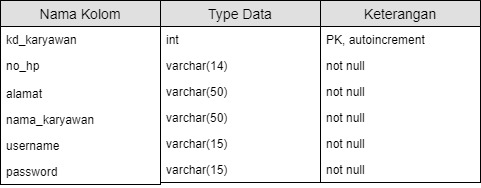 Nama Kolom Type Data Keterangan
kd_karyawan int PK, autoincrement
no_hp varchar(14) not null
alamat varchar(50) not null
nama_karyawan varchar(50) not null
username varchar(15) not null
password varchar(15) not null